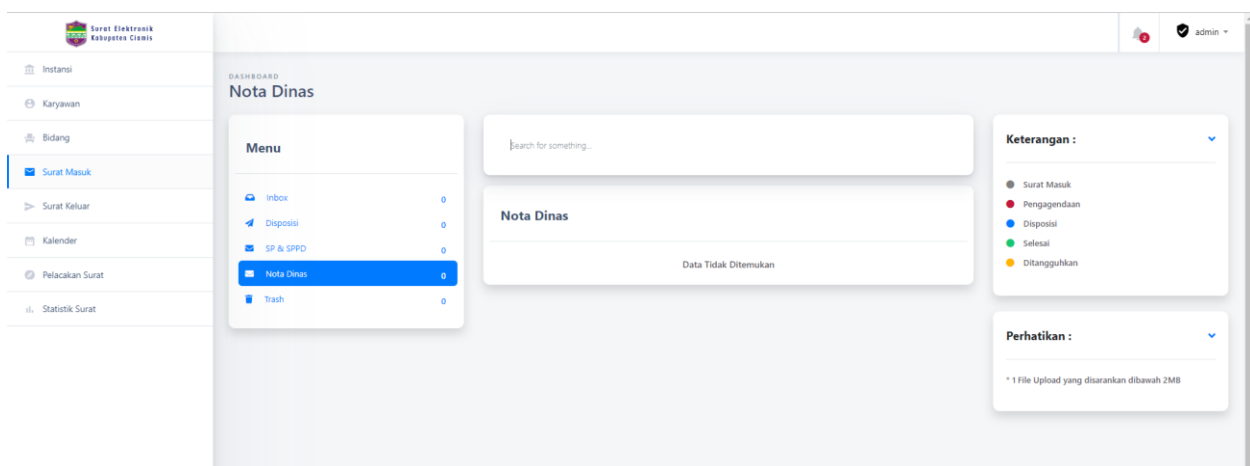 Surat Elektronik
Kabupaten Ciamis
2
admin
Instansi
Karyawan
Bidang
Surat Masuk
Surat Keluar
Kalender
Pelacakan Surat
Statistik Surat
DASHBOARD
Nota Dinas
Menu
Inbox 0
Disposisi 0
SP & SPPD 0
Nota Dinas 0
Trash 0
Search for something...
Nota Dinas
Data Tidak Ditemukan
Keterangan :
Surat Masuk
Pengagendaan
Disposisi
Selesai
Ditangguhkan
Perhatikan :
* 1 File Upload yang disarankan dibawah 2MB